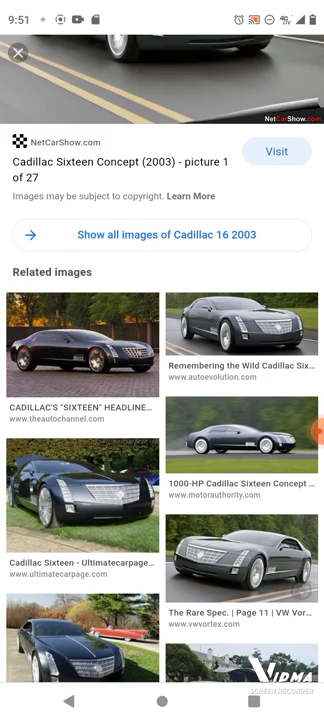 9:51
4G
NetCarShow.com
NetCarShow.com
Visit
Cadillac Sixteen Concept (2003) - picture 1
of 27
Images may be subject to copyright. Learn More
Show all images of Cadillac 16 2003
Related images
CADILLAC'S "SIXTEEN" HEADLINE...
www.theautochannel.com
Remembering the Wild Cadillac Six...
www.autoevolution.com
1000-HP Cadillac Sixteen Concept ...
www.motorauthority.com
Cadillac Sixteen - Ultimatecarpage...
www.ultimatecarpage.com
The Rare Spec. | Page 11 | VW Vor...
www.vwvortex.com
VIDMA
SCREEN RECORDER